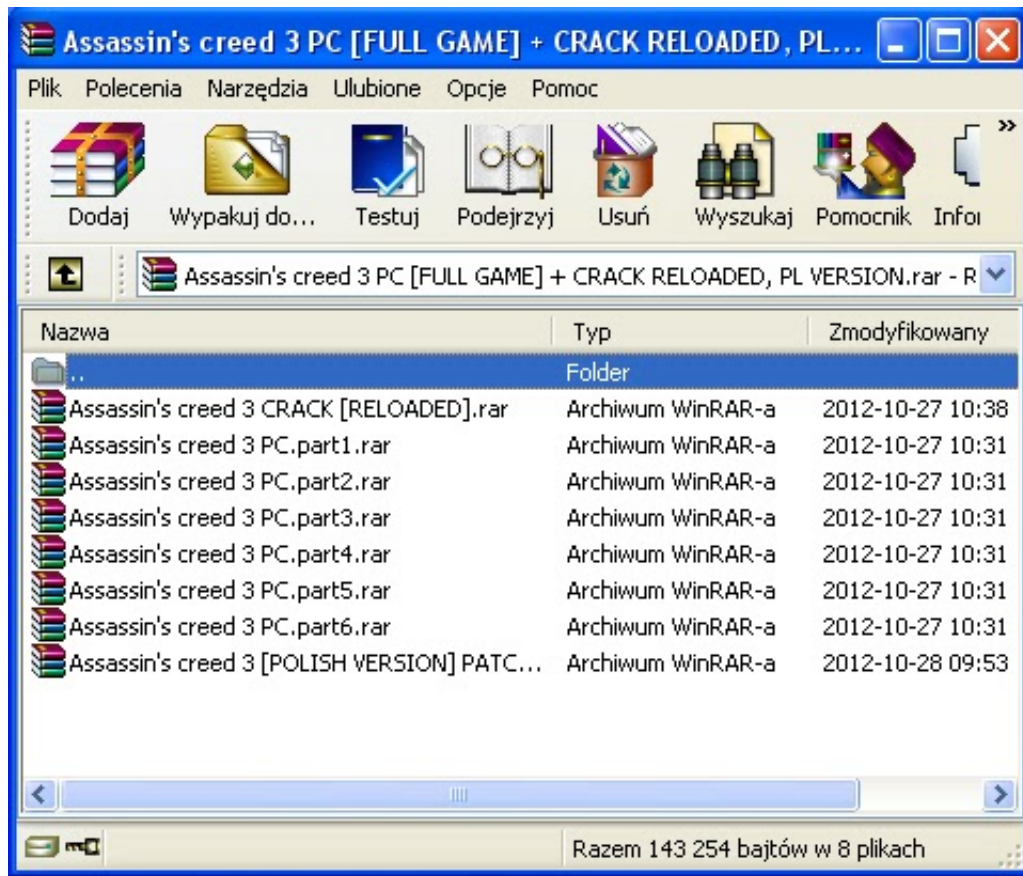 Assassin's creed 3 PC [FULL GAME] + CRACK RELOADED, PL...
Plik Polecenia Narzędzia Ulubione Opcje Pomoc
Dodaj Wypakuj do... Testuj Podejrzyj Usuń Wyszukaj Pomocnik Infor
Assassin's creed 3 PC [FULL GAME] + CRACK RELOADED, PL VERSION.rar - R
Nazwa Typ Zmodyfikowany
.. Folder
Assassin's creed 3 CRACK [RELOADED].rar Archiwum WinRAR-a 2012-10-27 10:38
Assassin's creed 3 PC.part1.rar Archiwum WinRAR-a 2012-10-27 10:31
Assassin's creed 3 PC.part2.rar Archiwum WinRAR-a 2012-10-27 10:31
Assassin's creed 3 PC.part3.rar Archiwum WinRAR-a 2012-10-27 10:31
Assassin's creed 3 PC.part4.rar Archiwum WinRAR-a 2012-10-27 10:31
Assassin's creed 3 PC.part5.rar Archiwum WinRAR-a 2012-10-27 10:31
Assassin's creed 3 PC.part6.rar Archiwum WinRAR-a 2012-10-27 10:31
Assassin's creed 3 [POLISH VERSION] PATC... Archiwum WinRAR-a 2012-10-28 09:53
Razem 143 254 bajtów w 8 plikach